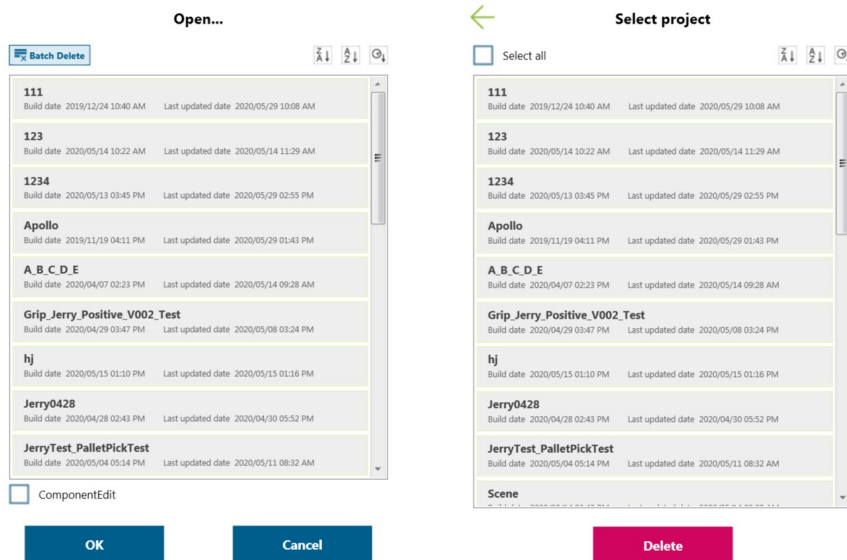 Open...
Batch Delete
111
Build date 2019/12/24 10:40 AM Last updated date 2020/05/29 10:08 AM
123
Build date 2020/05/14 10:22 AM Last updated date 2020/05/14 11:29 AM
1234
Build date 2020/05/13 03:45 PM Last updated date 2020/05/29 02:55 PM
Apollo
Build date 2019/11/19 04:11 PM Last updated date 2020/05/29 01:43 PM
A_B_C_D_E
Build date 2020/04/07 02:23 PM Last updated date 2020/05/14 09:28 AM
Grip_Jerry_Positive_V002_Test
Build date 2020/04/29 03:47 PM Last updated date 2020/05/08 03:24 PM
hj
Build date 2020/05/15 01:10 PM Last updated date 2020/05/15 01:16 PM
Jerry0428
Build date 2020/04/28 02:43 PM Last updated date 2020/04/30 05:52 PM
JerryTest_PalletPickTest
Build date 2020/05/04 05:14 PM Last updated date 2020/05/11 08:32 AM
ComponentEdit
OK Cancel
Select project
Select all
111
Build date 2019/12/24 10:40 AM Last updated date 2020/05/29 10:08 AM
123
Build date 2020/05/14 10:22 AM Last updated date 2020/05/14 11:29 AM
1234
Build date 2020/05/13 03:45 PM Last updated date 2020/05/29 02:55 PM
Apollo
Build date 2019/11/19 04:11 PM Last updated date 2020/05/29 01:43 PM
A_B_C_D_E
Build date 2020/04/07 02:23 PM Last updated date 2020/05/14 09:28 AM
Grip_Jerry_Positive_V002_Test
Build date 2020/04/29 03:47 PM Last updated date 2020/05/08 03:24 PM
hj
Build date 2020/05/15 01:10 PM Last updated date 2020/05/15 01:16 PM
Jerry0428
Build date 2020/04/28 02:43 PM Last updated date 2020/04/30 05:52 PM
JerryTest_PalletPickTest
Build date 2020/05/04 05:14 PM Last updated date 2020/05/11 08:32 AM
Scene
Delete